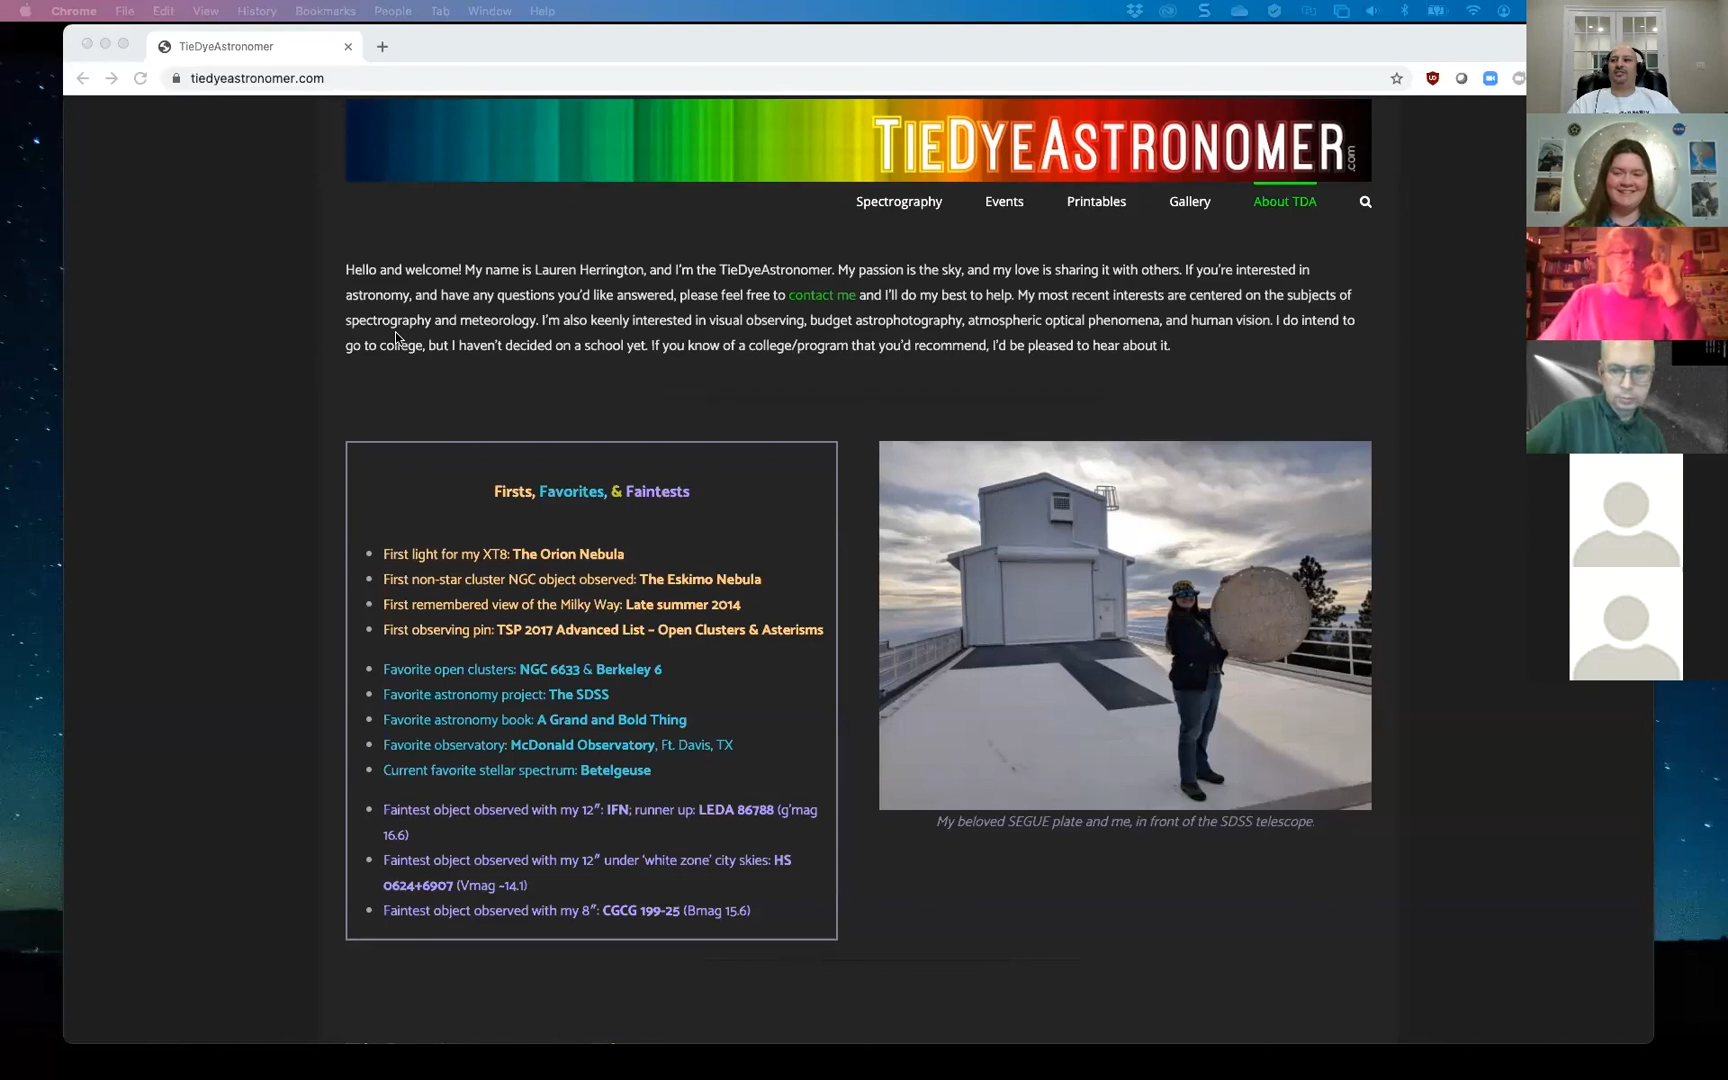 Chrome File Edit View History Bookmarks People Tab Window Help
TieDyeAstronomer
tiedyeastronomer.com
TIEDYEASTRONOMER.com
Spectrography Events Printables Gallery About TDA
Hello and welcome! My name is Lauren Herrington, and I'm the TieDyeAstronomer. My passion is the sky, and my love is sharing it with others. If you're interested in
astronomy, and have any questions you'd like answered, please feel free to contact me and I'll do my best to help. My most recent interests are centered on the subjects of
spectrography and meteorology. I'm also keenly interested in visual observing, budget astrophotography, atmospheric optical phenomena, and human vision. I do intend to
go to college, but I haven't decided on a school yet. If you know of a college/program that you'd recommend, I'd be pleased to hear about it.
Firsts, Favorites, & Faintests
First light for my XT8: The Orion Nebula
First non-star cluster NGC object observed: The Eskimo Nebula
First remembered view of the Milky Way: Late summer 2014
First observing pin: TSP 2017 Advanced List – Open Clusters & Asterisms
Favorite open clusters: NGC 6633 & Berkeley 6
Favorite astronomy project: The SDSS
Favorite astronomy book: A Grand and Bold Thing
Favorite observatory: McDonald Observatory, Ft. Davis, TX
Current favorite stellar spectrum: Betelgeuse
Faintest object observed with my 12″: IFN; runner up: LEDA 86788 (g'mag
16.6)
Faintest object observed with my 12″ under 'white zone' city skies: HS
0624+6907 (Vmag ~14.1)
Faintest object observed with my 8″: CGCG 199-25 (Bmag 15.6)
My beloved SEGUE plate and me, in front of the SDSS telescope.